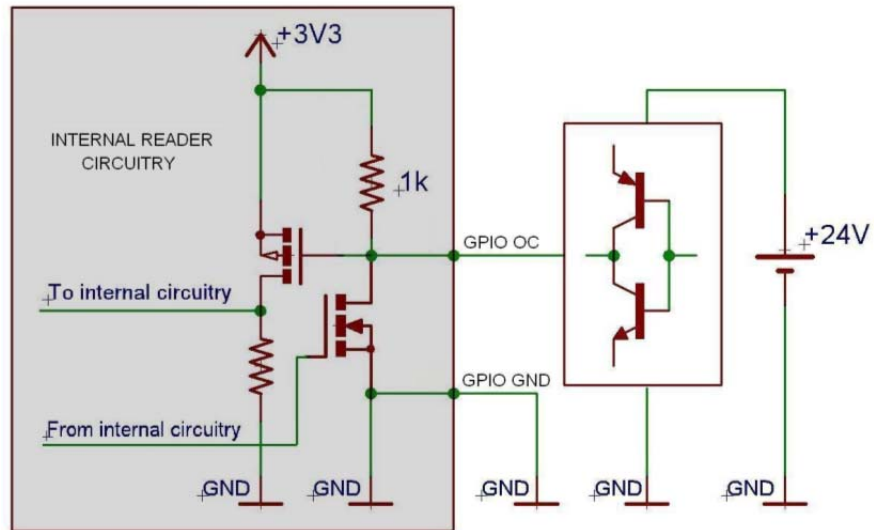 +3V3
INTERNAL READER
CIRCUITRY
1k
GPIO OC
+24V
To internal circuitry
GPIO GND
From internal circuitry
GND
GND
GND
GND
GND